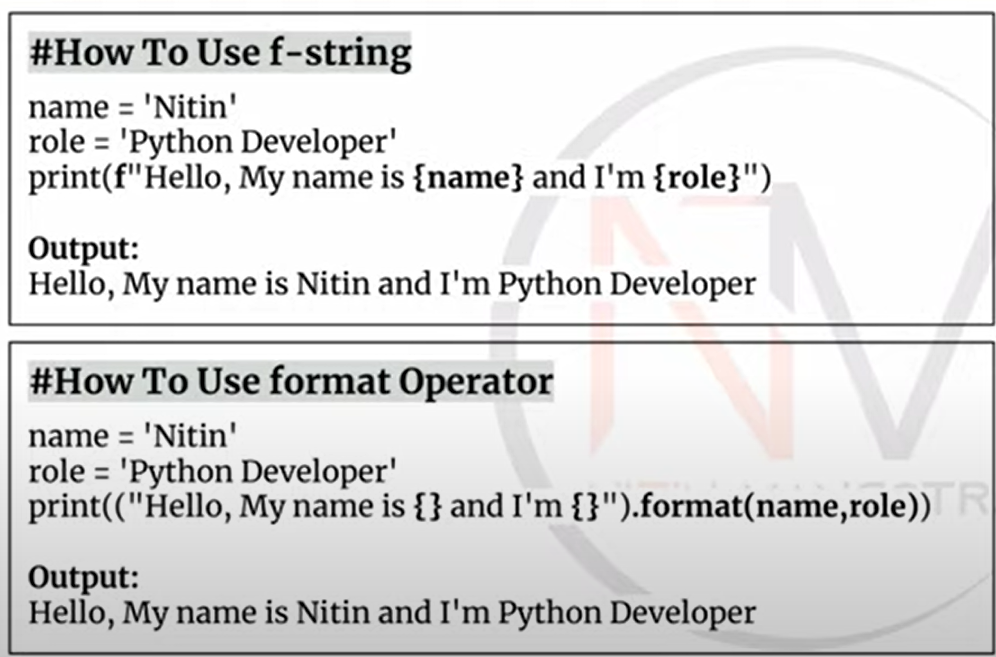 #How To Use f-string
name = 'Nitin'
role = 'Python Developer'
print(f"Hello, My name is {name} and I'm {role}")
Output:
Hello, My name is Nitin and I'm Python Developer
#How To Use format Operator
name = 'Nitin'
role = 'Python Developer'
print(("Hello, My name is {} and I'm {}").format(name,role))
Output:
Hello, My name is Nitin and I'm Python Developer